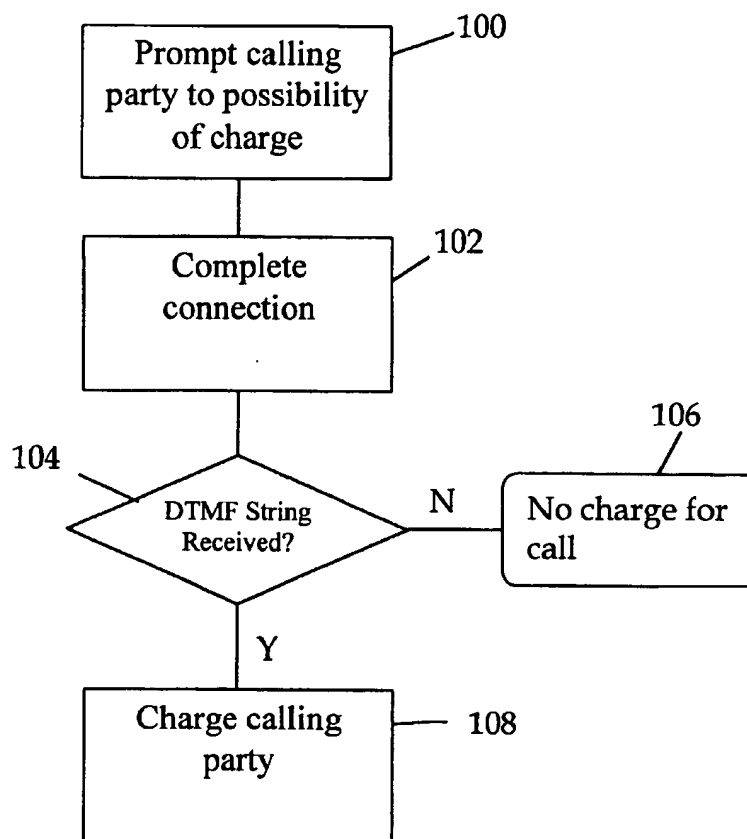 100
Prompt calling
party to possibility
of charge
102
Complete
connection
106
104
DTMF String
Received?
N
No charge for
call
Y
Charge calling
party
108